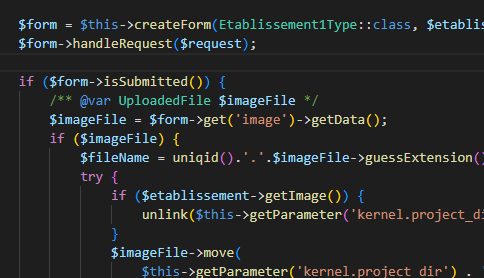 $form = $this->createForm(Etablissement1Type::class, $etablis
$form->handleRequest($request);
if ($form->isSubmitted()) {
/** @var UploadedFile $imageFile */
$imageFile = $form->get('image')->getData();
if ($imageFile) {
$fileName = uniqid().'.'.$imageFile->guessExtension()
try {
if ($etablissement->getImage()) {
unlink($this->getParameter('kernel.project_di
}
$imageFile->move(
$this->getParameter('kernel.project_dir') .